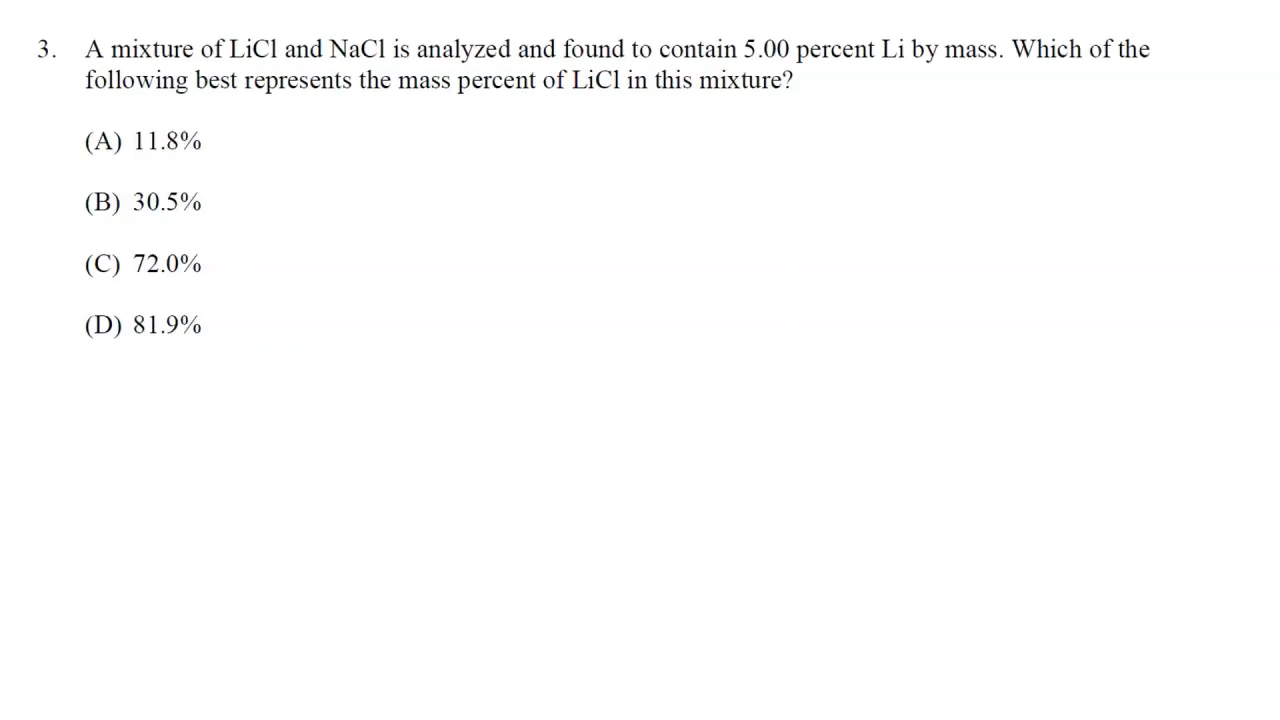 3. A mixture of LiCl and NaCl is analyzed and found to contain 5.00 percent Li by mass. Which of the
following best represents the mass percent of LiCl in this mixture?
(A) 11.8%
(B) 30.5%
(C) 72.0%
(D) 81.9%